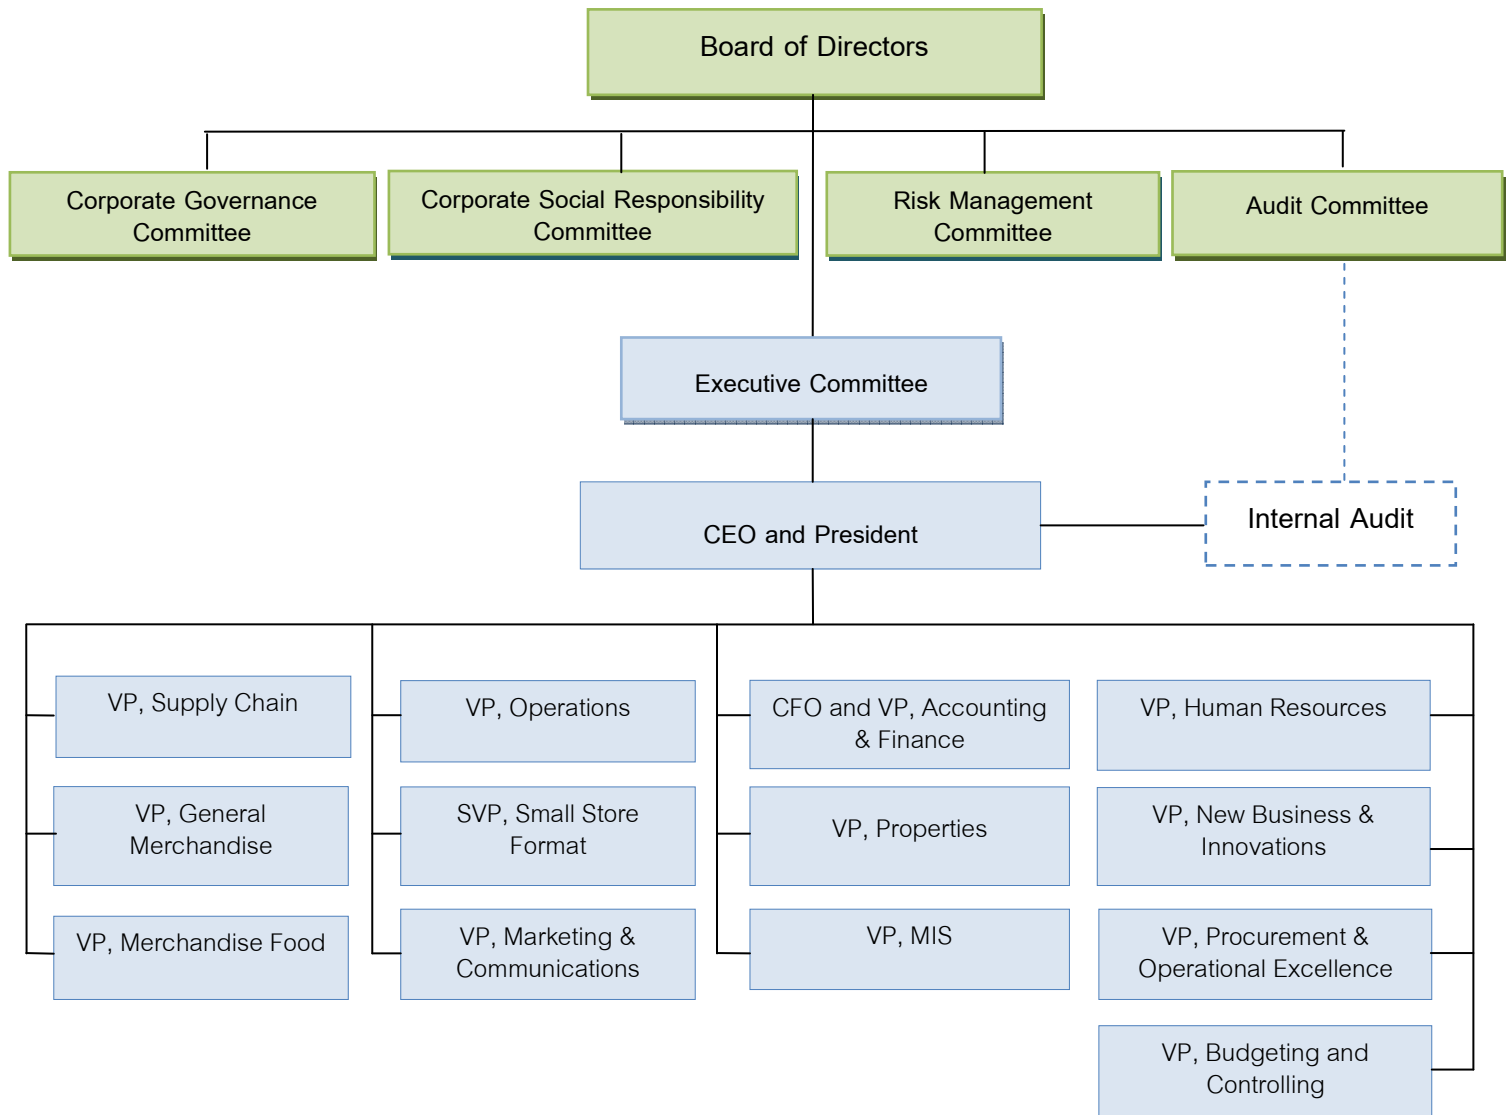 Board of Directors
Corporate Governance
Committee
Corporate Social Responsibility
Committee
Risk Management
Committee
Audit Committee
Executive Committee
CEO and President
Internal Audit
VP, Supply Chain
VP, Operations
CFO and VP, Accounting
& Finance
VP, Human Resources
VP, General
Merchandise
SVP, Small Store
Format
VP, Properties
VP, New Business &
Innovations
VP, Merchandise Food
VP, Marketing &
Communications
VP, MIS
VP, Procurement &
Operational Excellence
VP, Budgeting and
Controlling